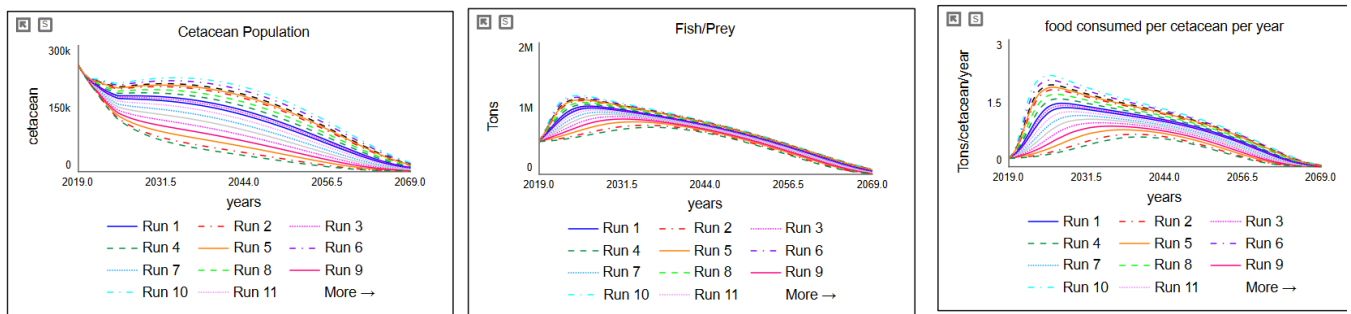 S
Cetacean Population
300k
150k
0
cetacean
2019.0 2031.5 2044.0 2056.5 2069.0
years
Run 1 Run 2 Run 3
Run 4 Run 5 Run 6
Run 7 Run 8 Run 9
Run 10 Run 11 More →
S
Fish/Prey
2M
1M
0
Tons
2019.0 2031.5 2044.0 2056.5 2069.0
years
Run 1 Run 2 Run 3
Run 4 Run 5 Run 6
Run 7 Run 8 Run 9
Run 10 Run 11 More →
S
food consumed per cetacean per year
3
1.5
0
Tons/cetacean/year
2019.0 2031.5 2044.0 2056.5 2069.0
years
Run 1 Run 2 Run 3
Run 4 Run 5 Run 6
Run 7 Run 8 Run 9
Run 10 Run 11 More →